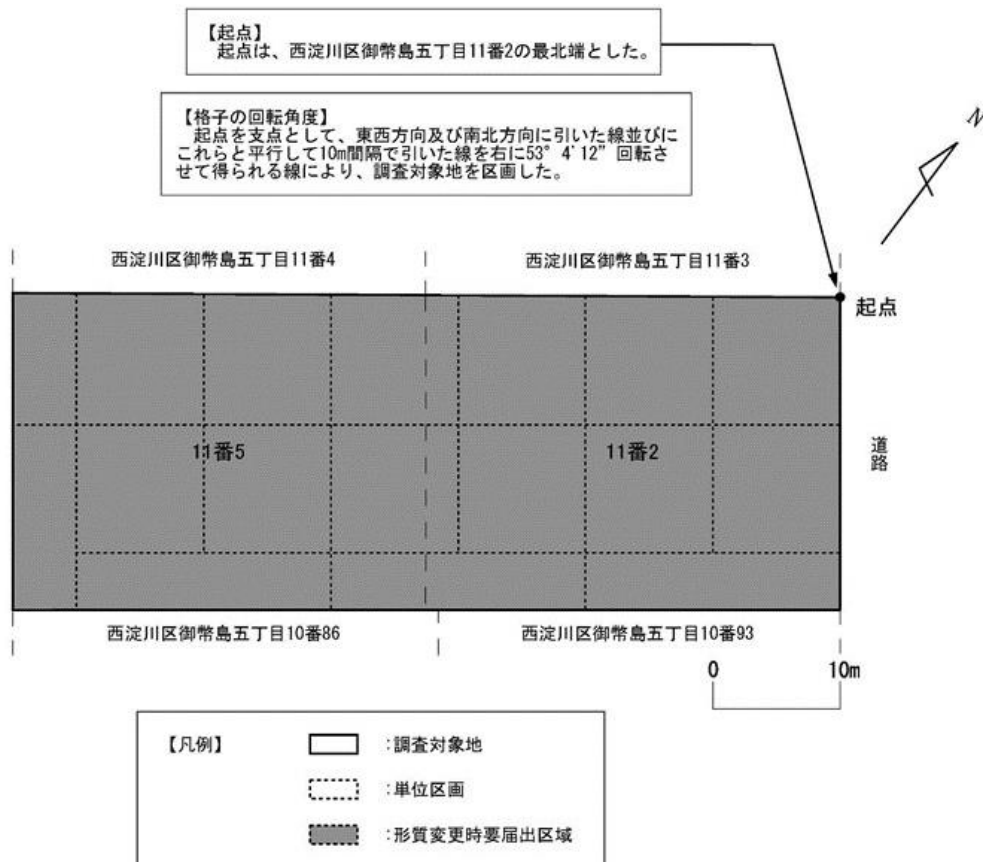 【起点】
起点は、西淀川区御幣島五丁目11番2の最北端とした。
【格子の回転角度】
起点を支点として、東西方向及び南北方向に引いた線並びに
これらと平行して10m間隔で引いた線を右に53°4'12”回転さ
せて得られる線により、調査対象地を区画した。
N
西淀川区御幣島五丁目11番4
西淀川区御幣島五丁目11番3
起点
11番5
11番2
道路
西淀川区御幣島五丁目10番86
西淀川区御幣島五丁目10番93
0
10m
【凡例】
:調査対象地
:単位区画
:形質変更時要届出区域